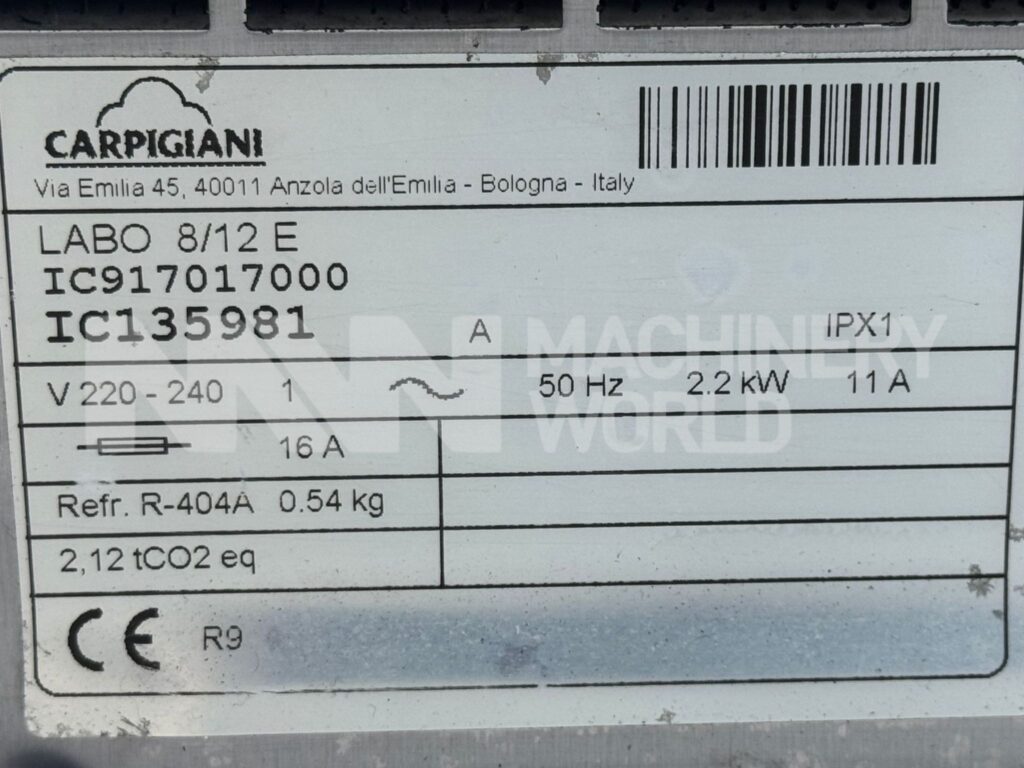 CARPIGIANI
Via Emilia 45, 40011 Anzola dell'Emilia - Bologna - Italy
LABO 8/12 E
IC917017000
IC135981 A IPX1
MACHINERY
WORLD
V 220 - 240 1 50 Hz 2.2 kW 11 A
16 A
Refr. R-404A 0.54 kg
2,12 tCO2 eq
CE R9